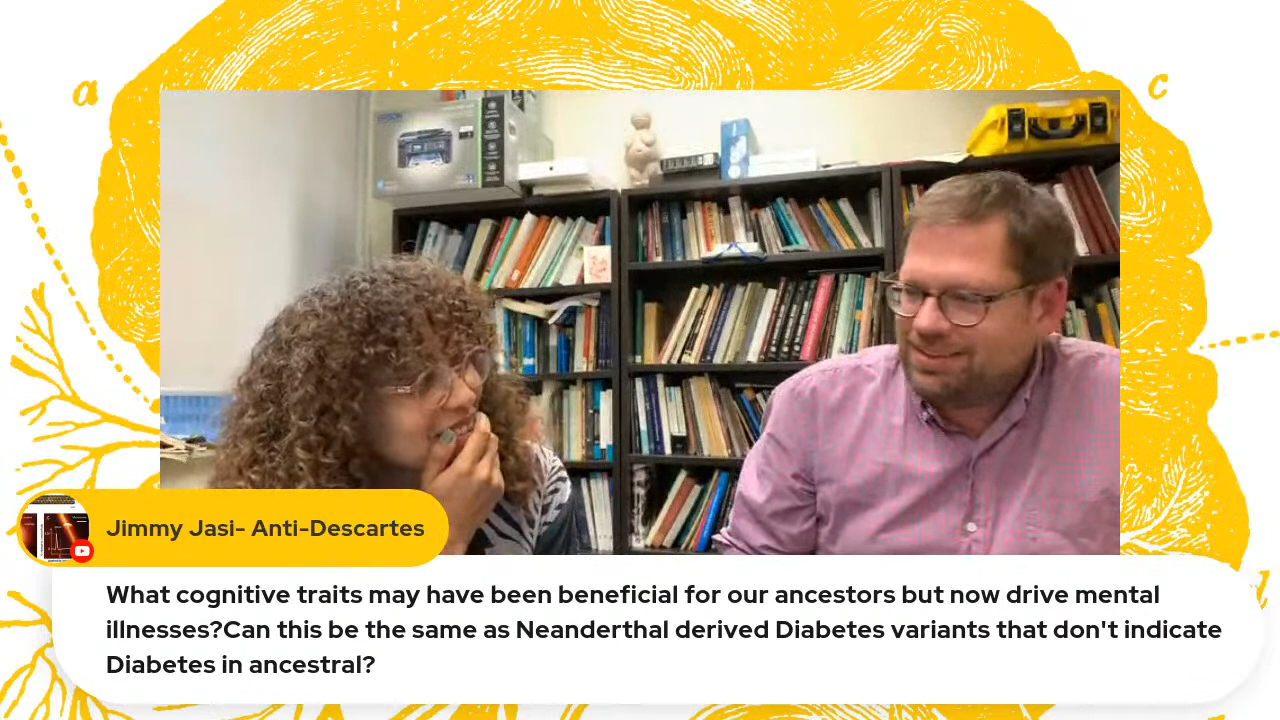 a
c
EPSON
Jimmy Jasi- Anti-Descartes
What cognitive traits may have been beneficial for our ancestors but now drive mental
illnesses?Can this be the same as Neanderthal derived Diabetes variants that don't indicate
Diabetes in ancestral?
d